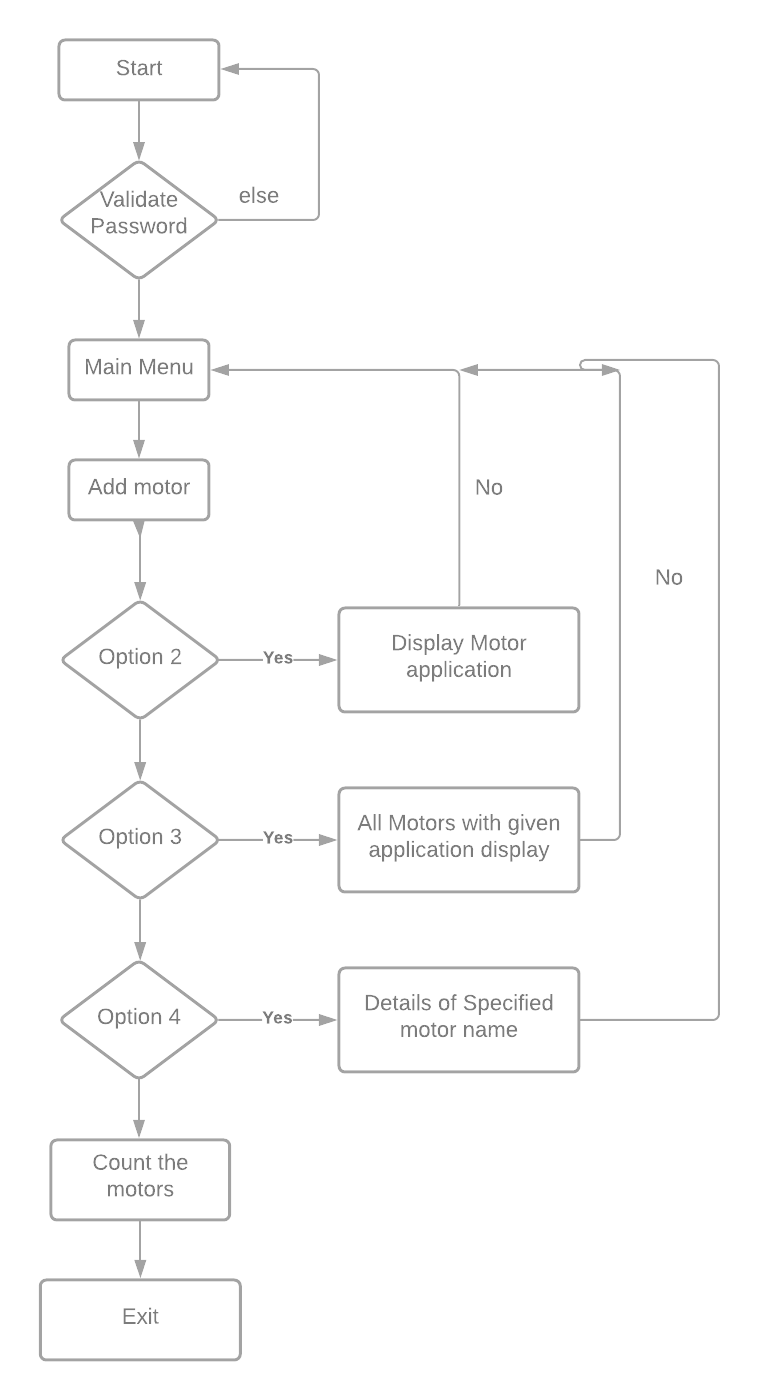 Start
Validate
Password
else
Main Menu
Add motor
No
No
Option 2
Yes
Display Motor
application
Option 3
Yes
All Motors with given
application display
Option 4
Yes
Details of Specified
motor name
Count the
motors
Exit